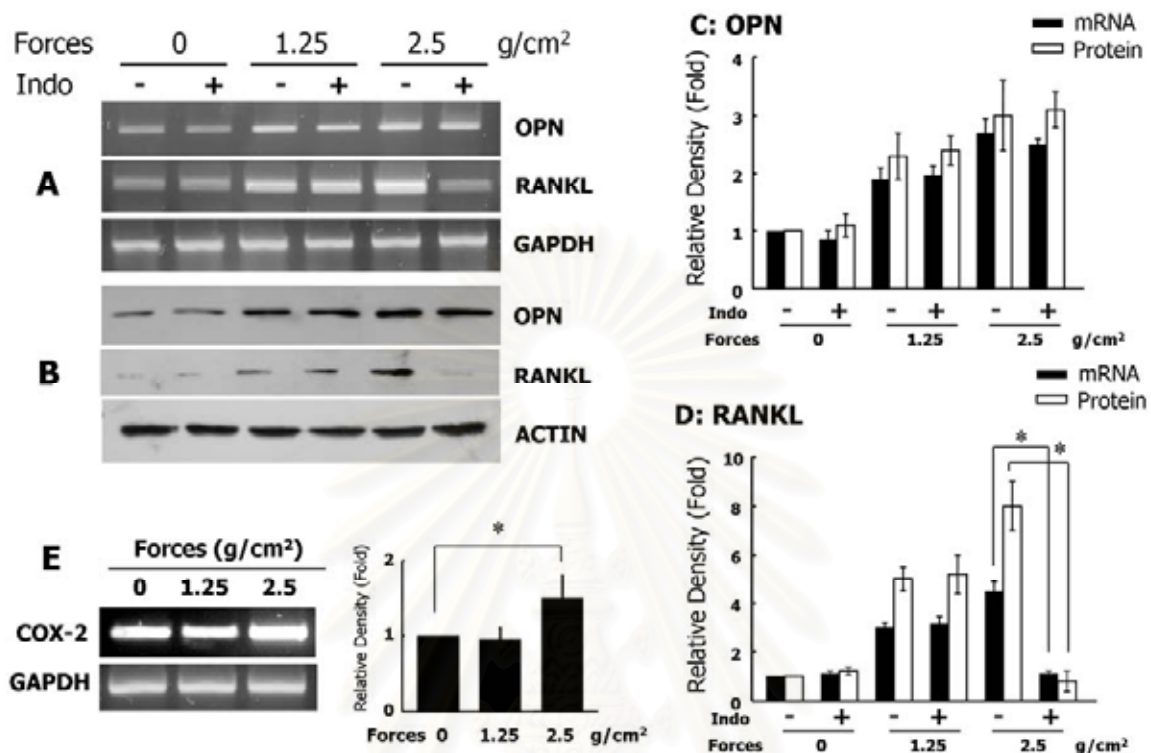 Forces 0 1.25 2.5 g/cm²
Indo - + - + - +
A
OPN
RANKL
GAPDH
B
OPN
RANKL
ACTIN
C: OPN
mRNA
Protein
Relative Density (Fold)
4
3
2
1
0
Indo - + - + - +
Forces 0 1.25 2.5 g/cm²
D: RANKL
mRNA
Protein
* *
Relative Density (Fold)
10
8
6
4
2
0
Indo - + - + - +
Forces 0 1.25 2.5 g/cm²
E
Forces (g/cm²)
0 1.25 2.5
COX-2
GAPDH
*
Relative Density (Fold)
2
1
0
Forces 0 1.25 2.5 g/cm²